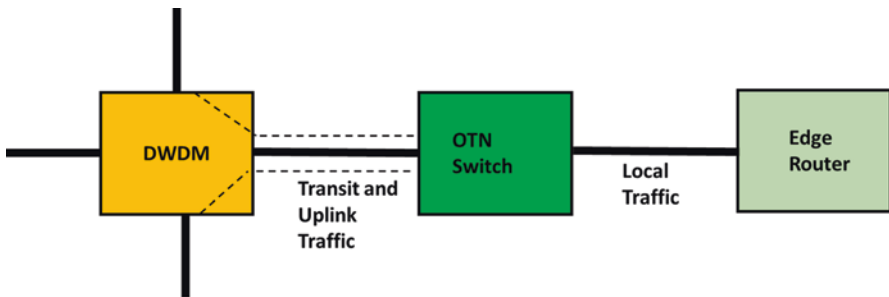 DWDM
OTN
Switch
Edge
Router
Transit and
Uplink
Traffic
Local
Traffic